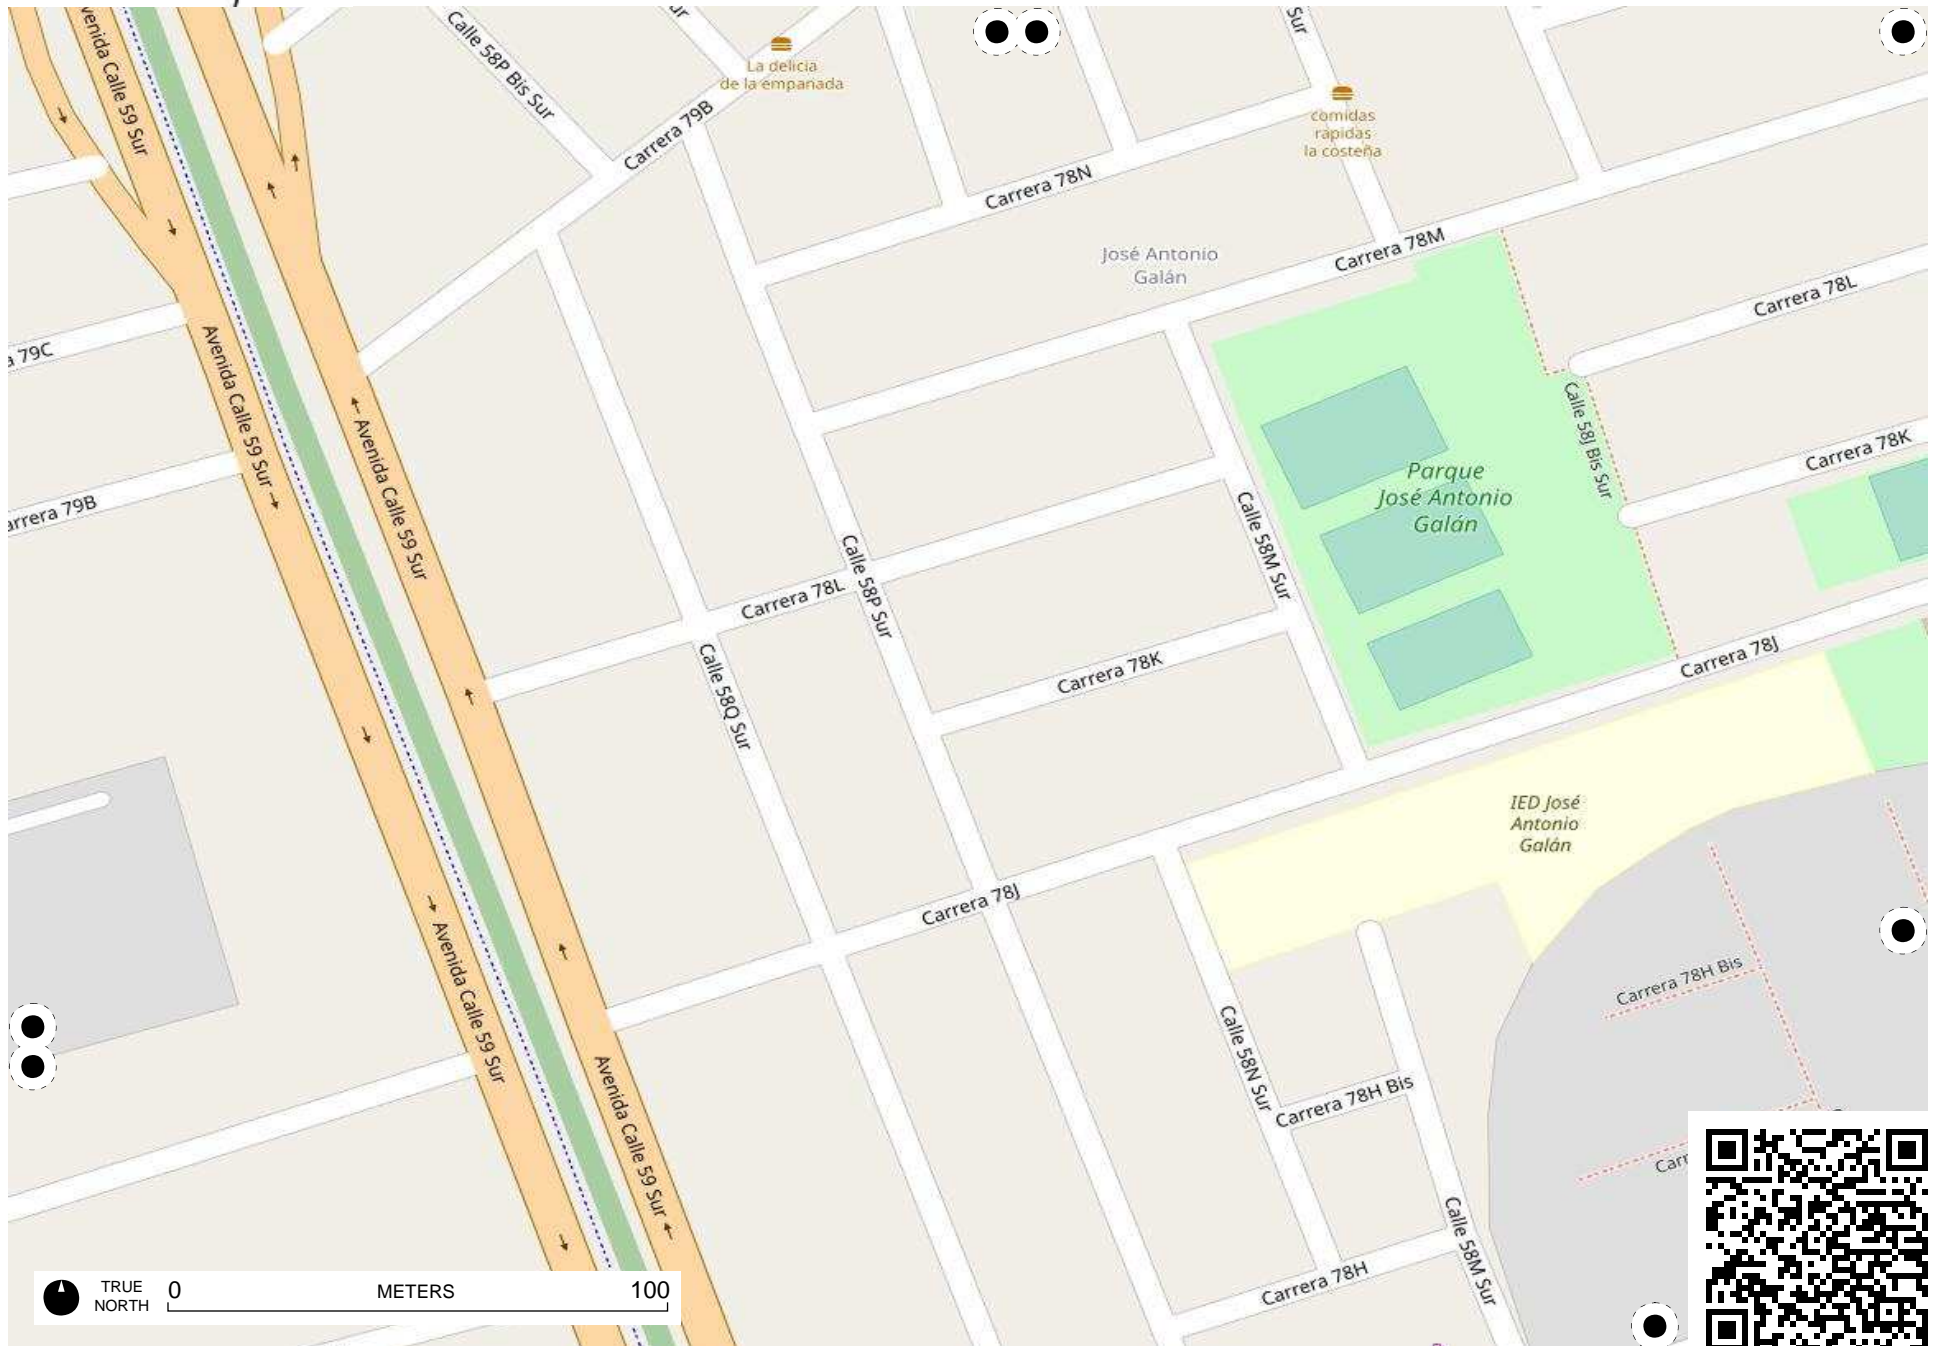 Avenida Calle 59 Sur
Calle 58P Bis Sur
Sur
La delicia
de la empanada
comidas
rapidas
la costeña
Carrera 79B
Carrera 78N
José Antonio
Galán
Carrera 78M
Carrera 78L
79C
Avenida Calle 59 Sur
Avenida Calle 59 Sur
Calle 58J Bis Sur
Carrera 78K
Parque
José Antonio
Galán
Carrera 79B
Calle 58M Sur
Calle 58P Sur
Carrera 78L
Carrera 78K
Calle 58Q Sur
Carrera 78J
IED José
Antonio
Galán
Carrera 78J
Avenida Calle 59 Sur
Carrera 78H Bis
Calle 58N Sur
Carrera 78H Bis
Avenida Calle 59 Sur
Carr
Calle 58M Sur
Carrera 78H
TRUE
NORTH
0 METERS 100